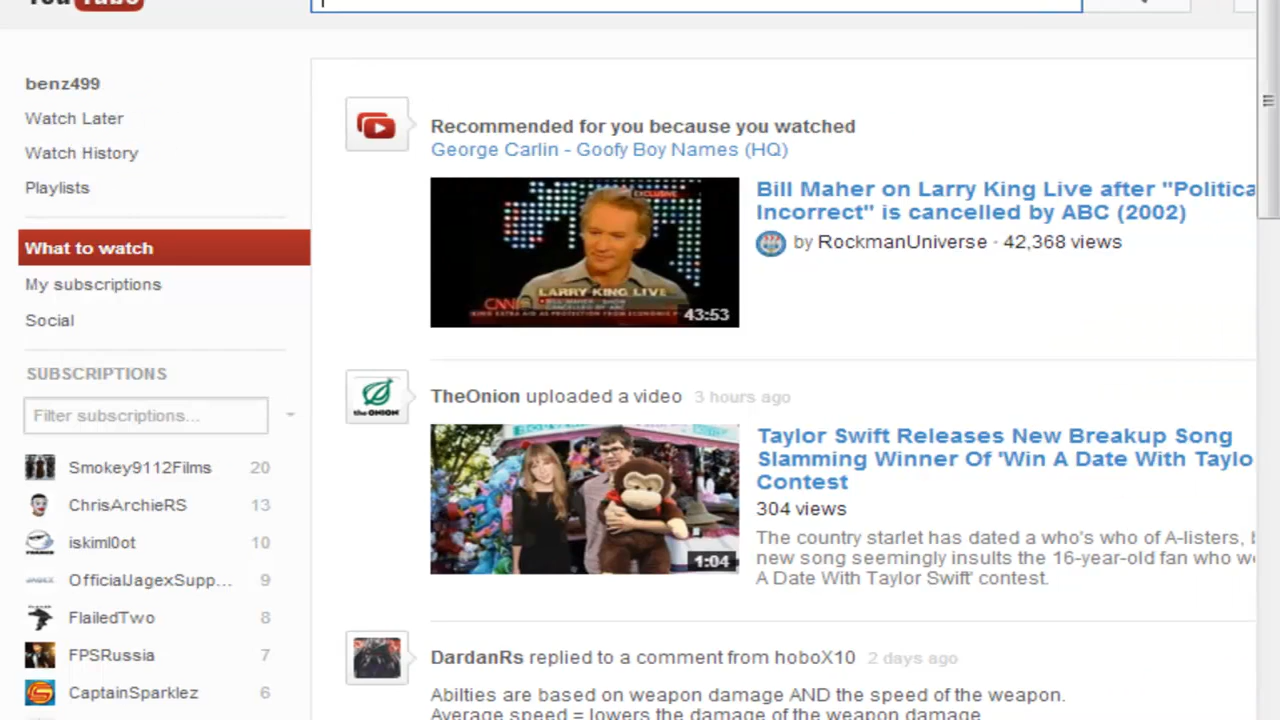 You Tube
benz499
Watch Later
Watch History
Playlists
What to watch
My subscriptions
Social
SUBSCRIPTIONS
Filter subscriptions...
Smokey9112Films 20
ChrisArchieRS 13
iskiml0ot 10
OfficialJagexSupp... 9
FlailedTwo 8
FPSRussia 7
CaptainSparklez 6
Recommended for you because you watched
George Carlin - Goofy Boy Names (HQ)
EXCLUSIVE
LARRY KING LIVE
CNN
43:53
Bill Maher on Larry King Live after "Politica
Incorrect" is cancelled by ABC (2002)
by RockmanUniverse · 42,368 views
the ONION
TheOnion uploaded a video 3 hours ago
1:04
Taylor Swift Releases New Breakup Song
Slamming Winner Of 'Win A Date With Taylo
Contest
304 views
The country starlet has dated a who's who of A-listers, b
new song seemingly insults the 16-year-old fan who w
A Date With Taylor Swift' contest.
DardanRs replied to a comment from hoboX10 2 days ago
Abilties are based on weapon damage AND the speed of the weapon.
Average speed = lowers the damage of the weapon damage